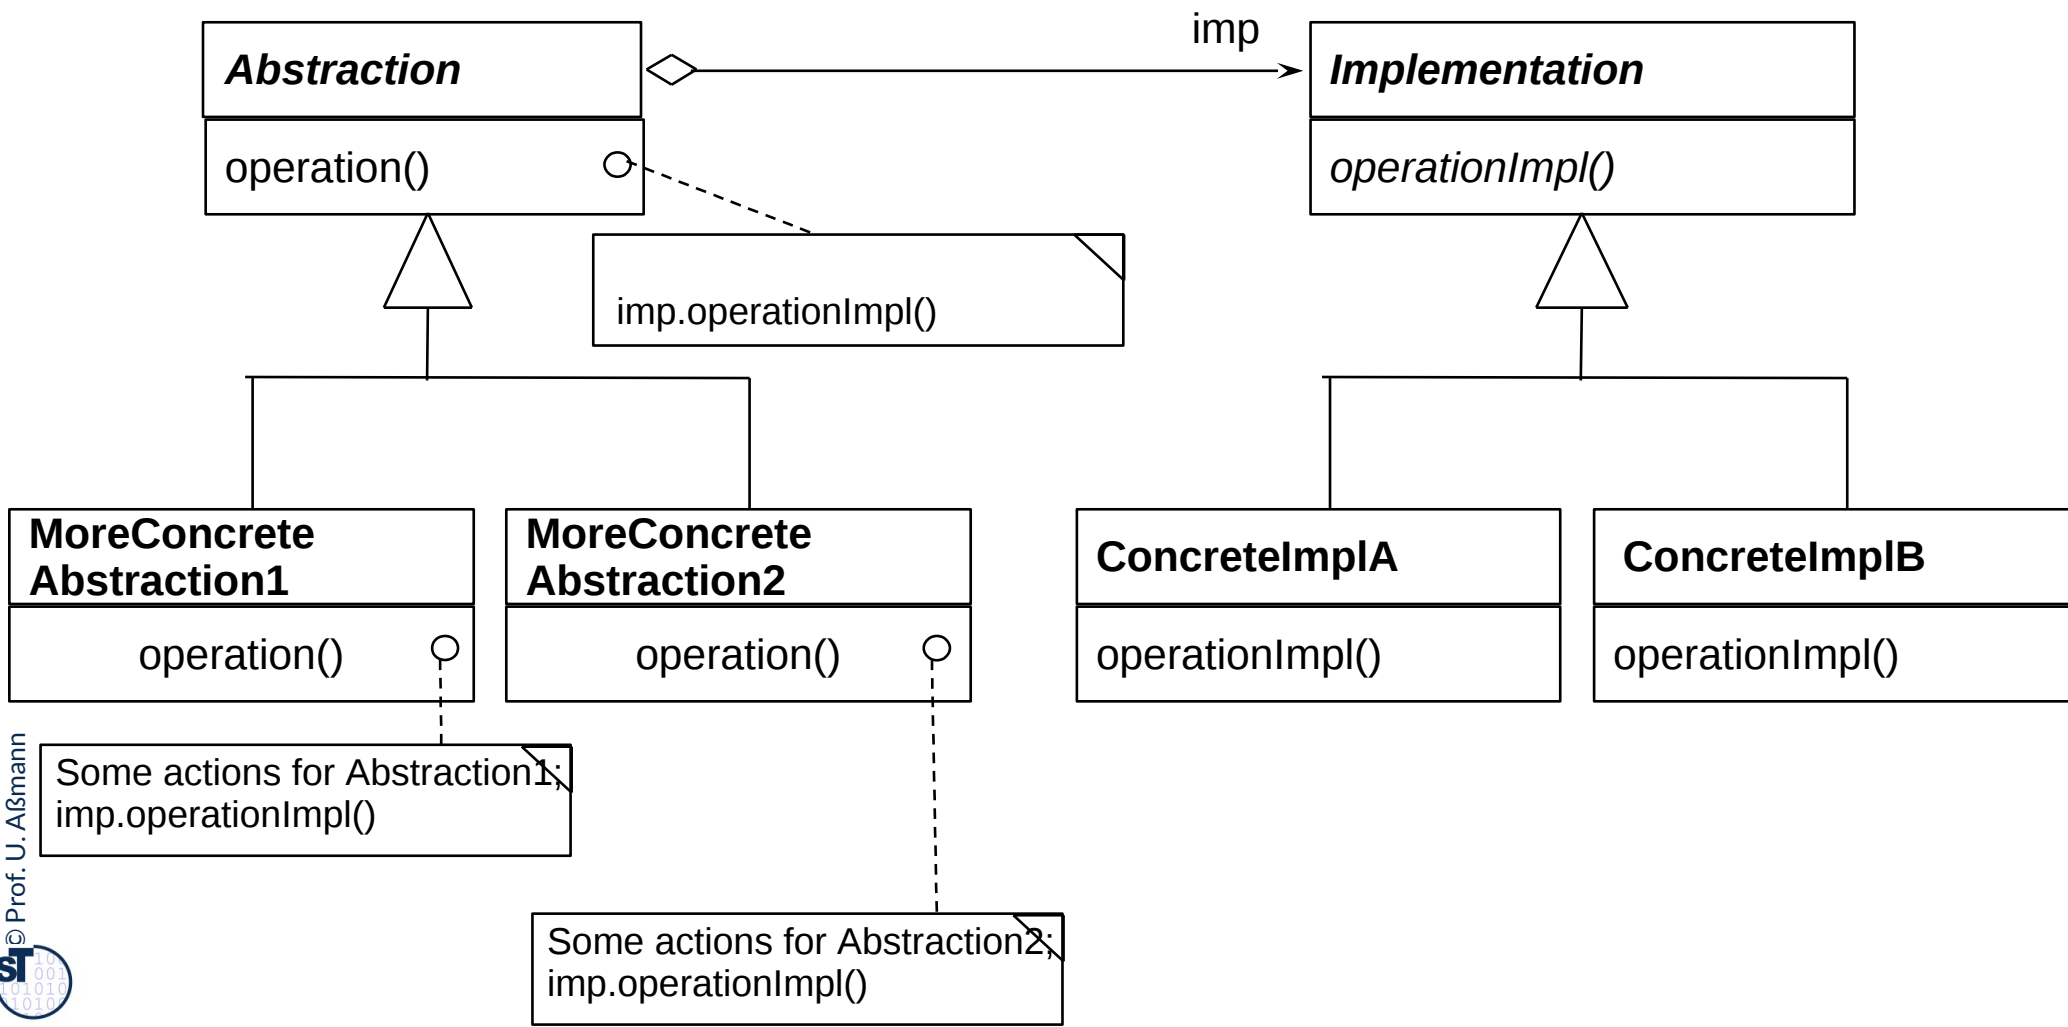 imp
Abstraction
Implementation
operation()
operationImpl()
imp.operationImpl()
MoreConcrete
Abstraction1
MoreConcrete
Abstraction2
ConcreteImplA
ConcreteImplB
operation()
operation()
operationImpl()
operationImpl()
Some actions for Abstraction1;
imp.operationImpl()
Some actions for Abstraction2;
imp.operationImpl()
© Prof. U. Aßmann
ST